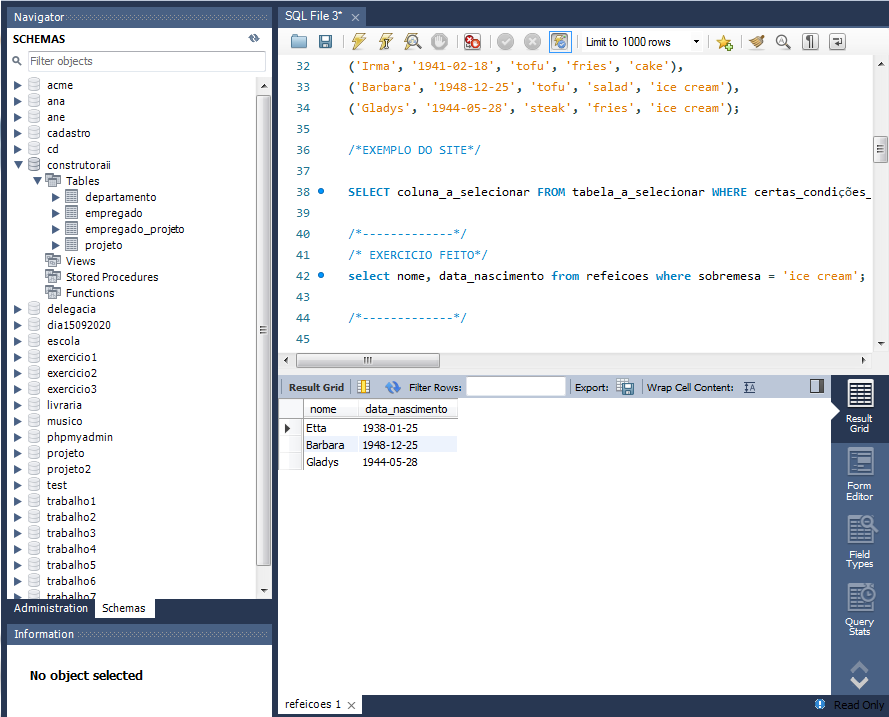 Navigator
SCHEMAS
Filter objects
acme
ana
ane
cadastro
cd
construtoraii
Tables
departamento
empregado
empregado_projeto
projeto
Views
Stored Procedures
Functions
delegacia
dia15092020
escola
exercicio1
exercicio2
exercicio3
livraria
musico
phpmyadmin
projeto
projeto2
test
trabalho1
trabalho2
trabalho3
trabalho4
trabalho5
trabalho6
trabalho7
Administration Schemas
Information
No object selected
SQL File 3*
Limit to 1000 rows
32 ('Irma', '1941-02-18', 'tofu', 'fries', 'cake'),
33 ('Barbara', '1948-12-25', 'tofu', 'salad', 'ice cream'),
34 ('Gladys', '1944-05-28', 'steak', 'fries', 'ice cream');
35
36 /*EXEMPLO DO SITE*/
37
38 SELECT coluna_a_selecionar FROM tabela_a_selecionar WHERE certas_condições_
39
40 /*-------------*/
41 /* EXERCICIO FEITO*/
42 select nome, data_nascimento from refeicoes where sobremesa = 'ice cream';
43
44 /*-------------*/
45
Result Grid Filter Rows: Export: Wrap Cell Content:
nome data_nascimento
Etta 1938-01-25
Barbara 1948-12-25
Gladys 1944-05-28
Result
Grid
Form
Editor
Field
Types
Query
Stats
refeicoes 1
Read Only